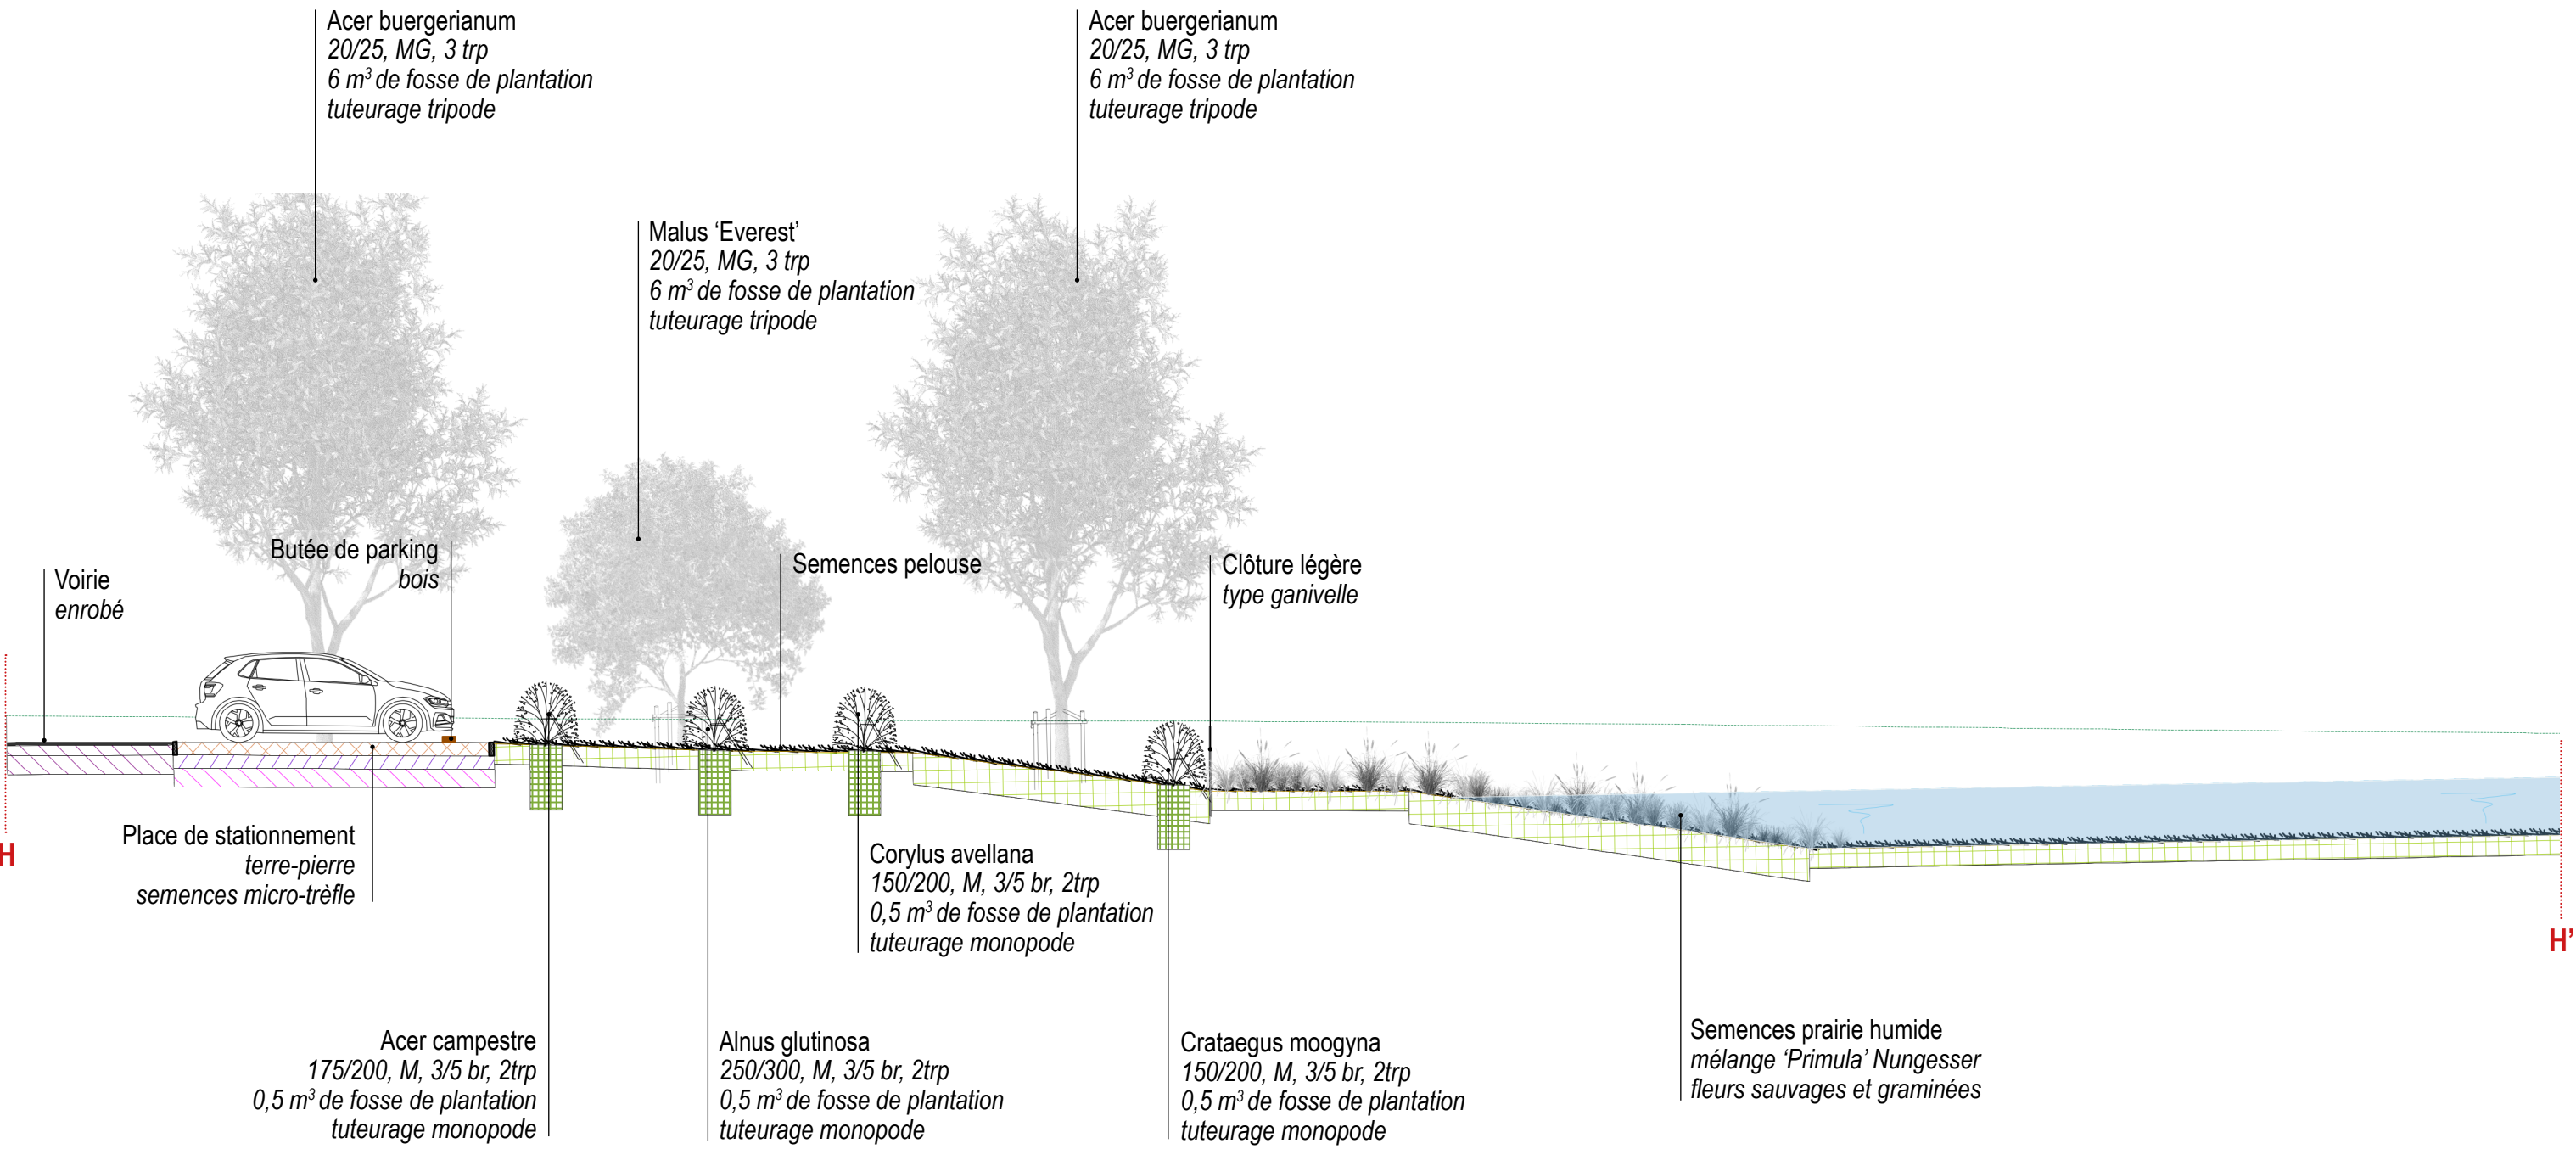 Acer buergerianum
20/25, MG, 3 trp
6 m³ de fosse de plantation
tuteurage tripode
Acer buergerianum
20/25, MG, 3 trp
6 m³ de fosse de plantation
tuteurage tripode
Malus ‘Everest’
20/25, MG, 3 trp
6 m³ de fosse de plantation
tuteurage tripode
Butée de parking
bois
Voirie
enrobé
Semences pelouse
Clôture légère
type ganivelle
Place de stationnement
terre-pierre
semences micro-trèfle
H
Corylus avellana
150/200, M, 3/5 br, 2trp
0,5 m³ de fosse de plantation
tuteurage monopode
H’
Acer campestre
175/200, M, 3/5 br, 2trp
0,5 m³ de fosse de plantation
tuteurage monopode
Alnus glutinosa
250/300, M, 3/5 br, 2trp
0,5 m³ de fosse de plantation
tuteurage monopode
Crataegus moogyna
150/200, M, 3/5 br, 2trp
0,5 m³ de fosse de plantation
tuteurage monopode
Semences prairie humide
mélange ‘Primula’ Nungesser
fleurs sauvages et graminées